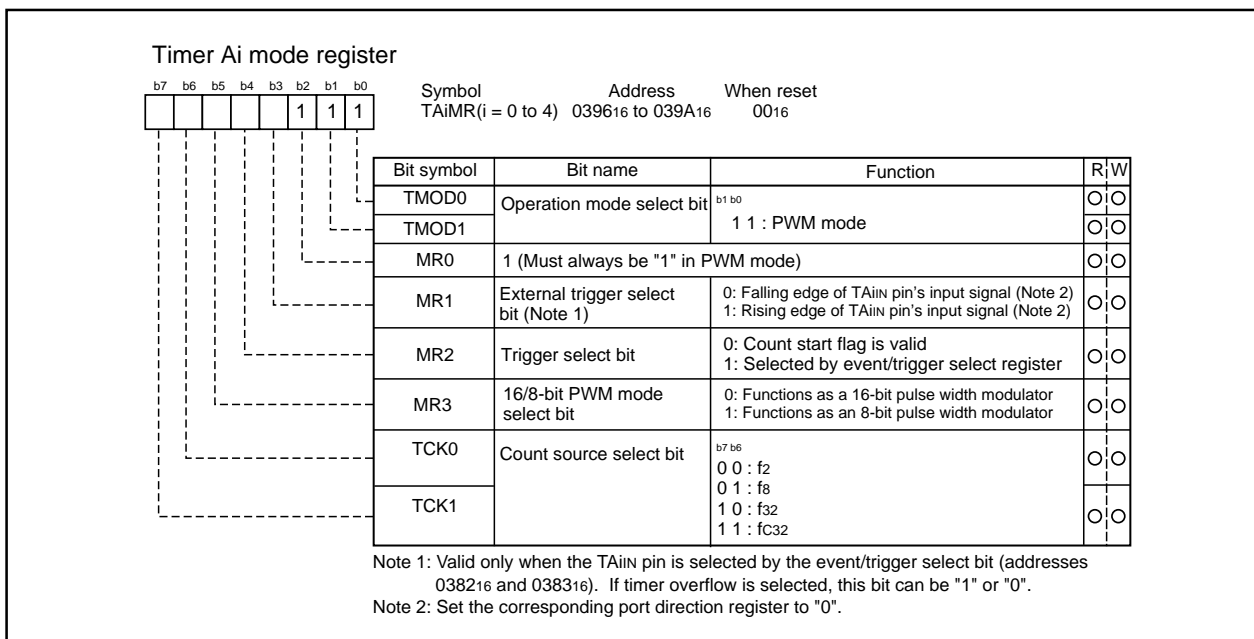 Timer Ai mode register
b7 b6 b5 b4 b3 b2 b1 b0
1 1 1
Symbol Address When reset
TAiMR(i = 0 to 4) 039616 to 039A16 0016
Bit symbol Bit name Function R W
TMOD0 Operation mode select bit b1 b0
1 1 : PWM mode
TMOD1
MR0 1 (Must always be "1" in PWM mode)
MR1 External trigger select
bit (Note 1)
0: Falling edge of TAiIN pin's input signal (Note 2)
1: Rising edge of TAiIN pin's input signal (Note 2)
MR2 Trigger select bit
0: Count start flag is valid
1: Selected by event/trigger select register
MR3 16/8-bit PWM mode
select bit
0: Functions as a 16-bit pulse width modulator
1: Functions as an 8-bit pulse width modulator
TCK0 Count source select bit
b7 b6
0 0 : f2
0 1 : f8
1 0 : f32
1 1 : fC32
TCK1
Note 1: Valid only when the TAiIN pin is selected by the event/trigger select bit (addresses
038216 and 038316). If timer overflow is selected, this bit can be "1" or "0".
Note 2: Set the corresponding port direction register to "0".